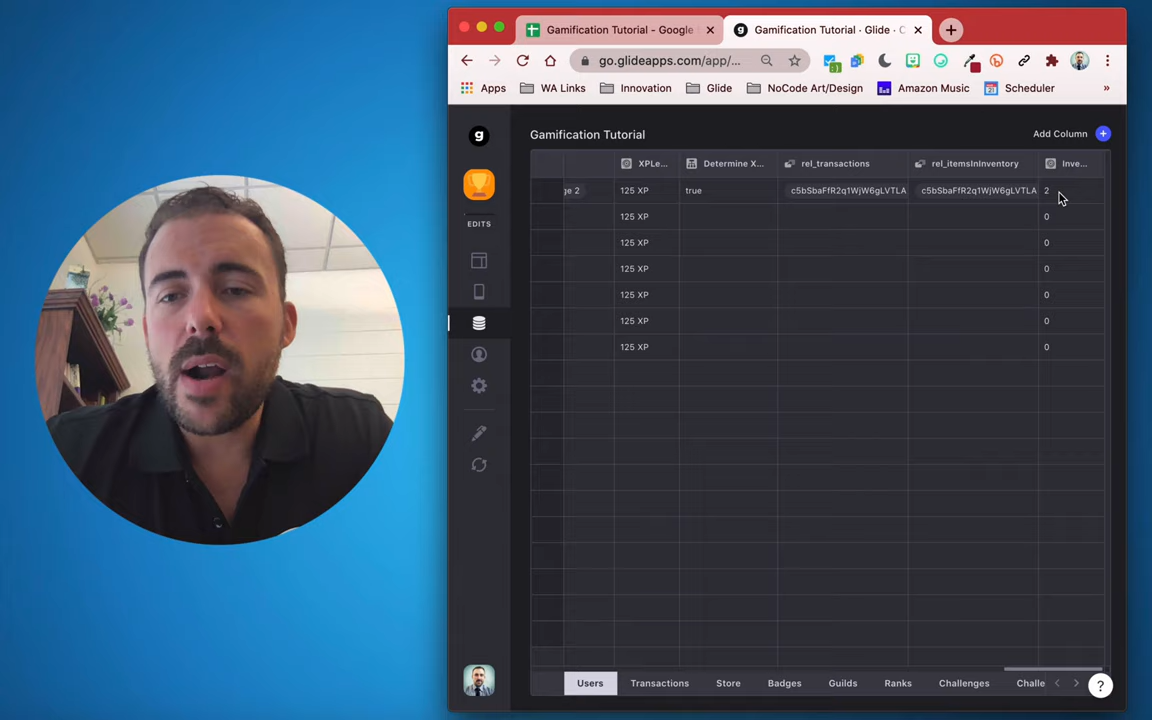 Gamification Tutorial - Google
Gamification Tutorial · Glide · C
go.glideapps.com/app/...
Apps WA Links Innovation Glide NoCode Art/Design Amazon Music Scheduler »
g
Gamification Tutorial
Add Column
EDITS
XPLe... Determine X... rel_transactions rel_itemsInInventory Inve...
ge 2 125 XP true c5bSbaFfR2q1WjW6gLVTLA c5bSbaFfR2q1WjW6gLVTLA 2
125 XP 0
125 XP 0
125 XP 0
125 XP 0
125 XP 0
125 XP 0
Users Transactions Store Badges Guilds Ranks Challenges Challe
?